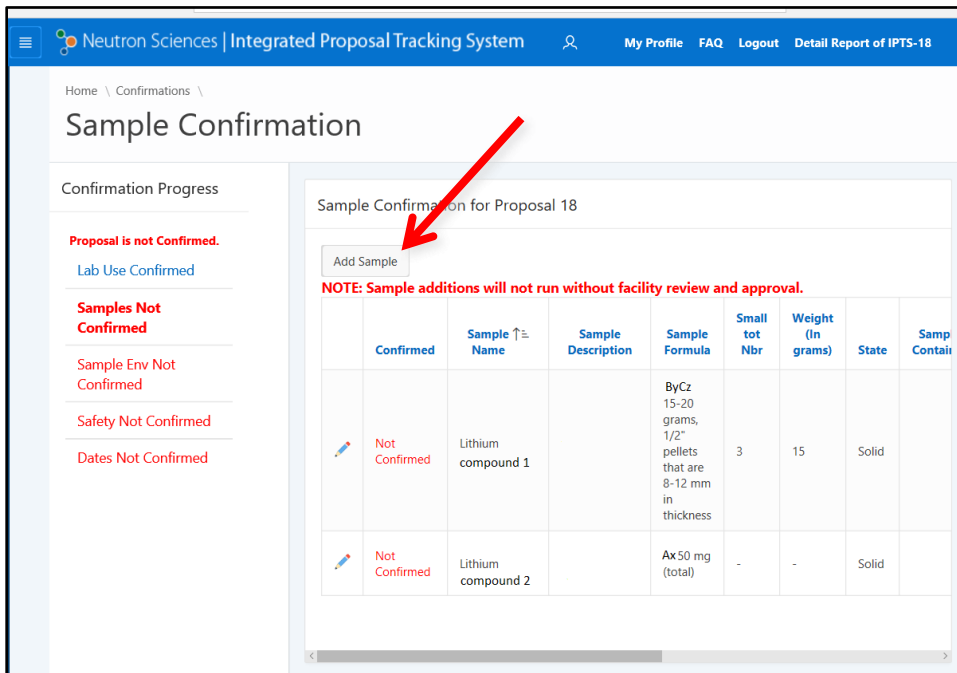 Neutron Sciences | Integrated Proposal Tracking System
My Profile FAQ Logout Detail Report of IPTS-18
Home \ Confirmations \
Sample Confirmation
Confirmation Progress
Proposal is not Confirmed.
Lab Use Confirmed
Samples Not
Confirmed
Sample Env Not
Confirmed
Safety Not Confirmed
Dates Not Confirmed
Sample Confirmation for Proposal 18
Add Sample
NOTE: Sample additions will not run without facility review and approval.
Confirmed
Sample
Name
Sample
Description
Sample
Formula
Small
tot
Nbr
Weight
(In
grams)
State
Samp
Contain
Not
Confirmed
Lithium
compound 1
ByCz
15-20
grams,
1/2"
pellets
that are
8-12 mm
in
thickness
3
15
Solid
Not
Confirmed
Lithium
compound 2
Ax 50 mg
(total)
-
-
Solid